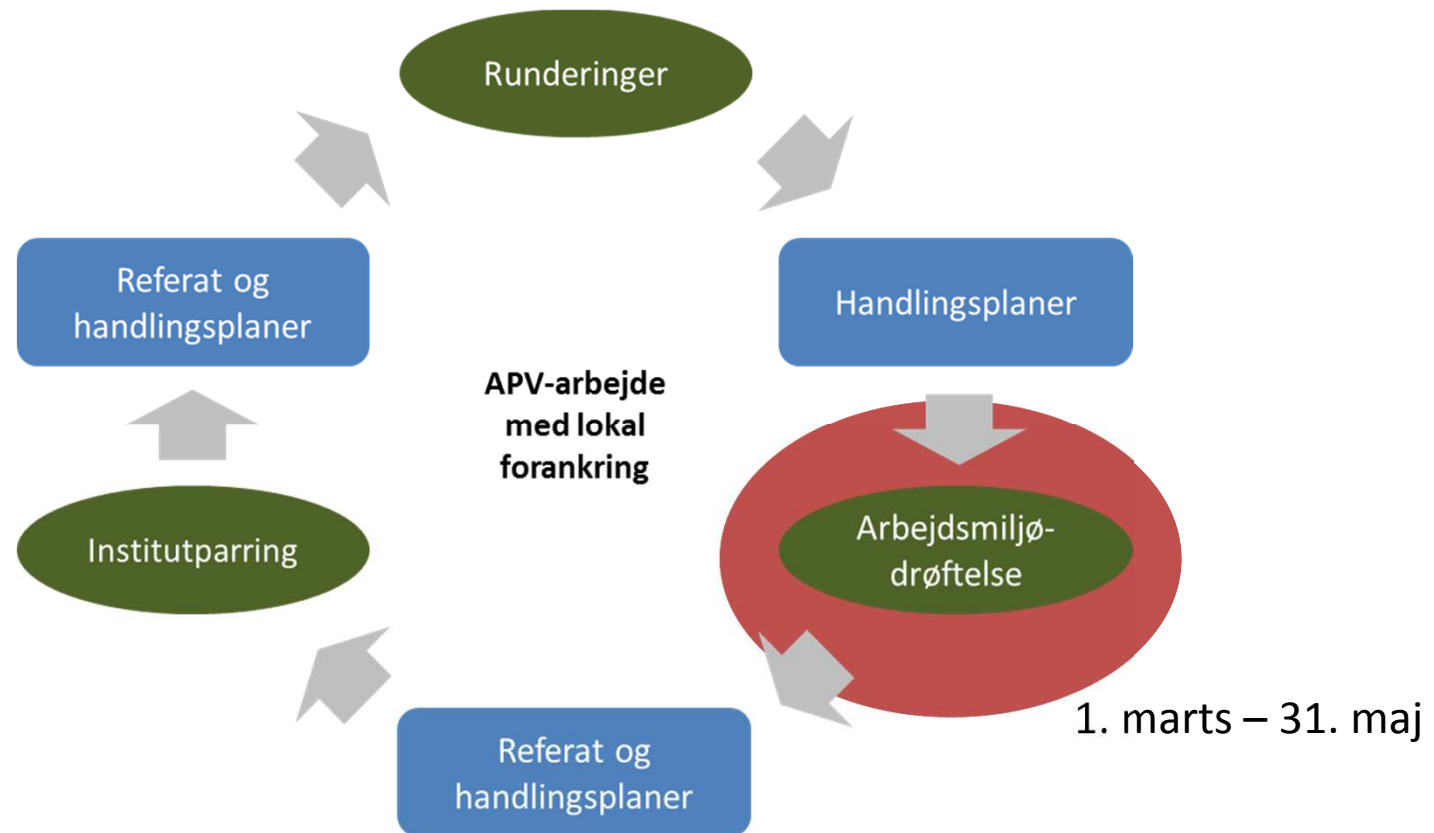 Runderinger
Referat og
handlingsplaner
Handlingsplaner
APV-arbejde
med lokal
forankring
Institutparring
Arbejdsmiljø-
drøftelse
1. marts – 31. maj
Referat og
handlingsplaner